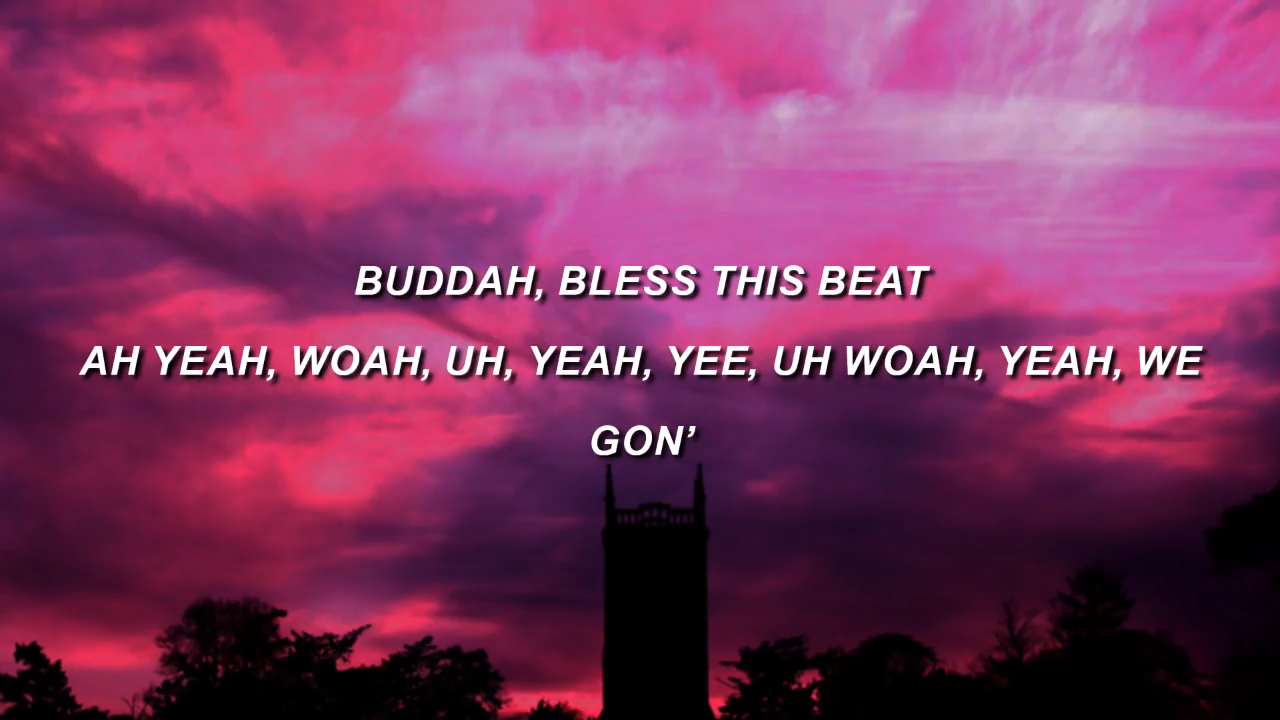 BUDDAH, BLESS THIS BEAT
AH YEAH, WOAH, UH, YEAH, YEE, UH WOAH, YEAH, WE
GON’